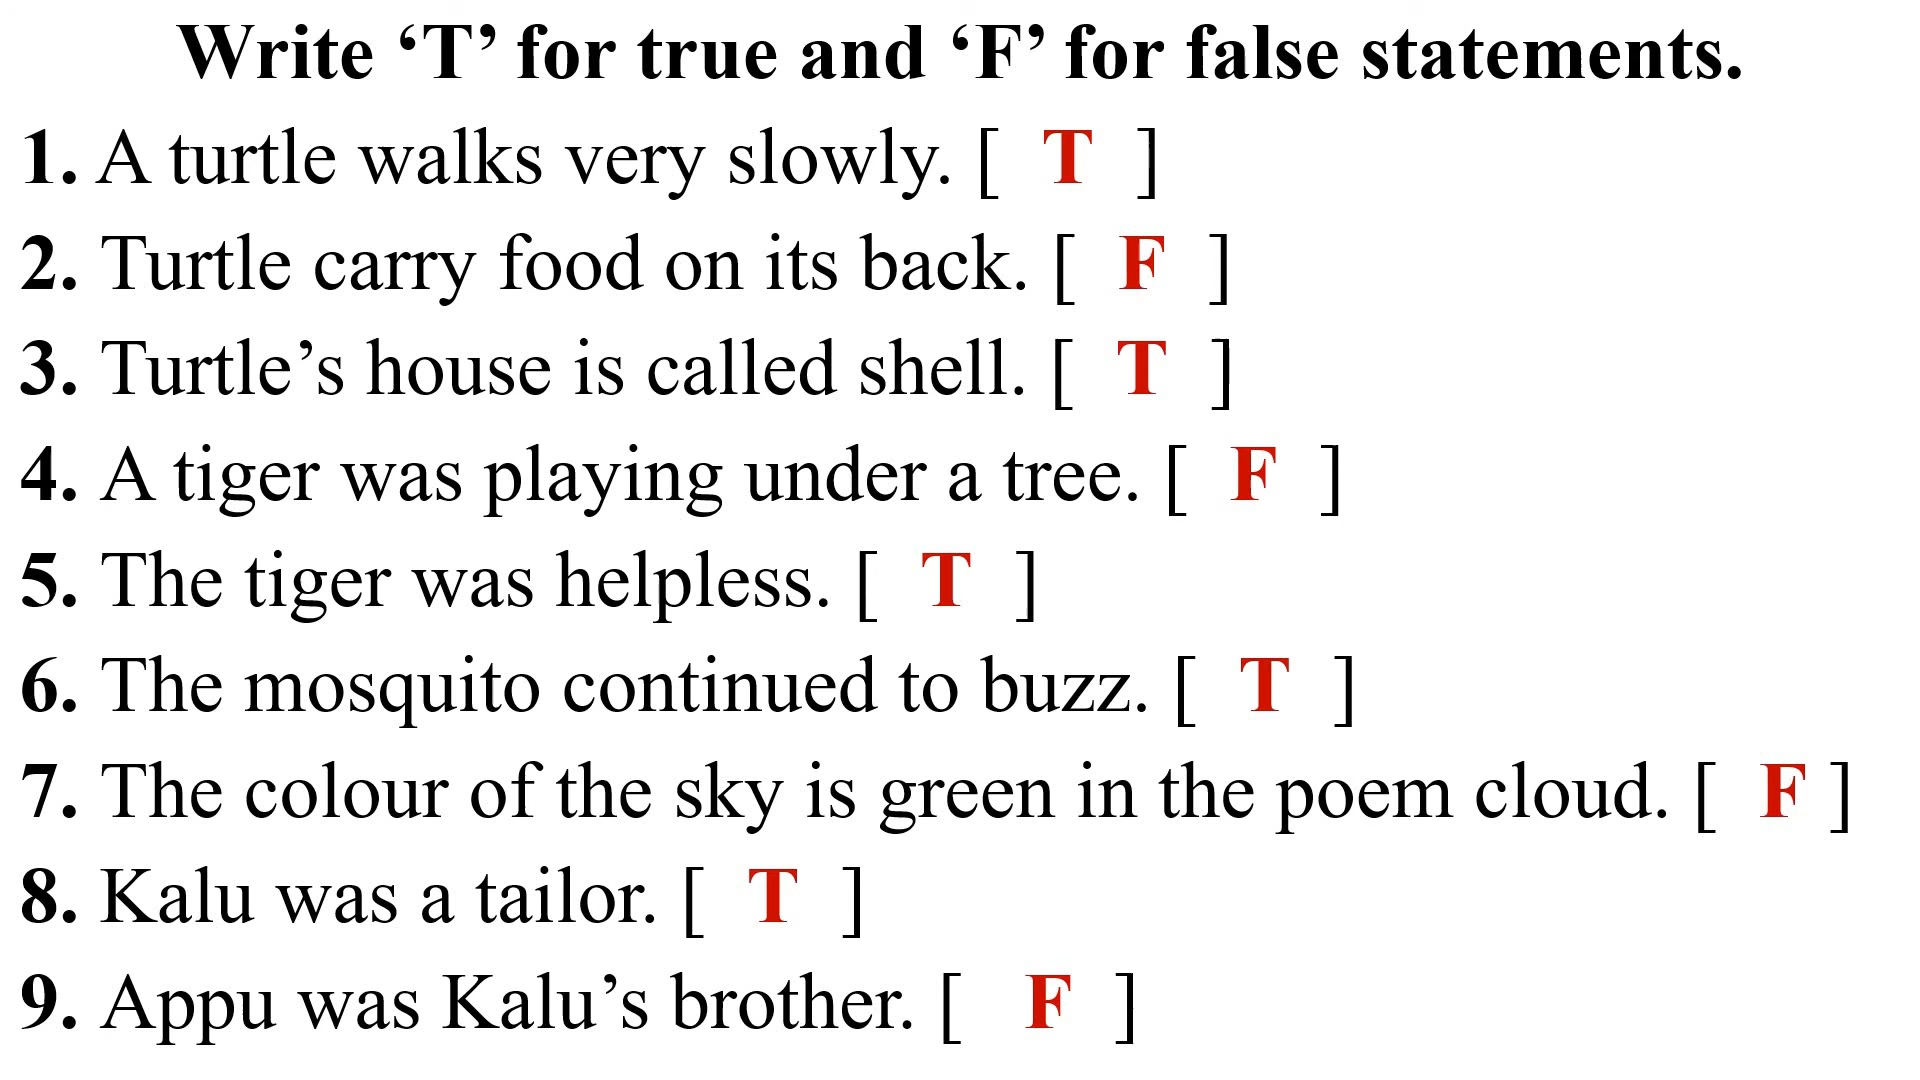 Write ‘T’ for true and ‘F’ for false statements.
1. A turtle walks very slowly. [ T ]
2. Turtle carry food on its back. [ F ]
3. Turtle’s house is called shell. [ T ]
4. A tiger was playing under a tree. [ F ]
5. The tiger was helpless. [ T ]
6. The mosquito continued to buzz. [ T ]
7. The colour of the sky is green in the poem cloud. [ F ]
8. Kalu was a tailor. [ T ]
9. Appu was Kalu’s brother. [ F ]